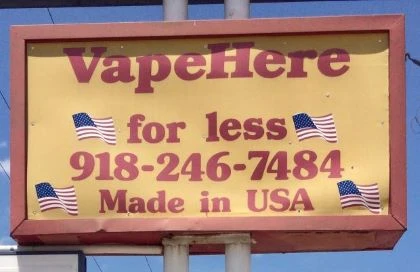 VapeHere
for less
918-246-7484
Made in USA